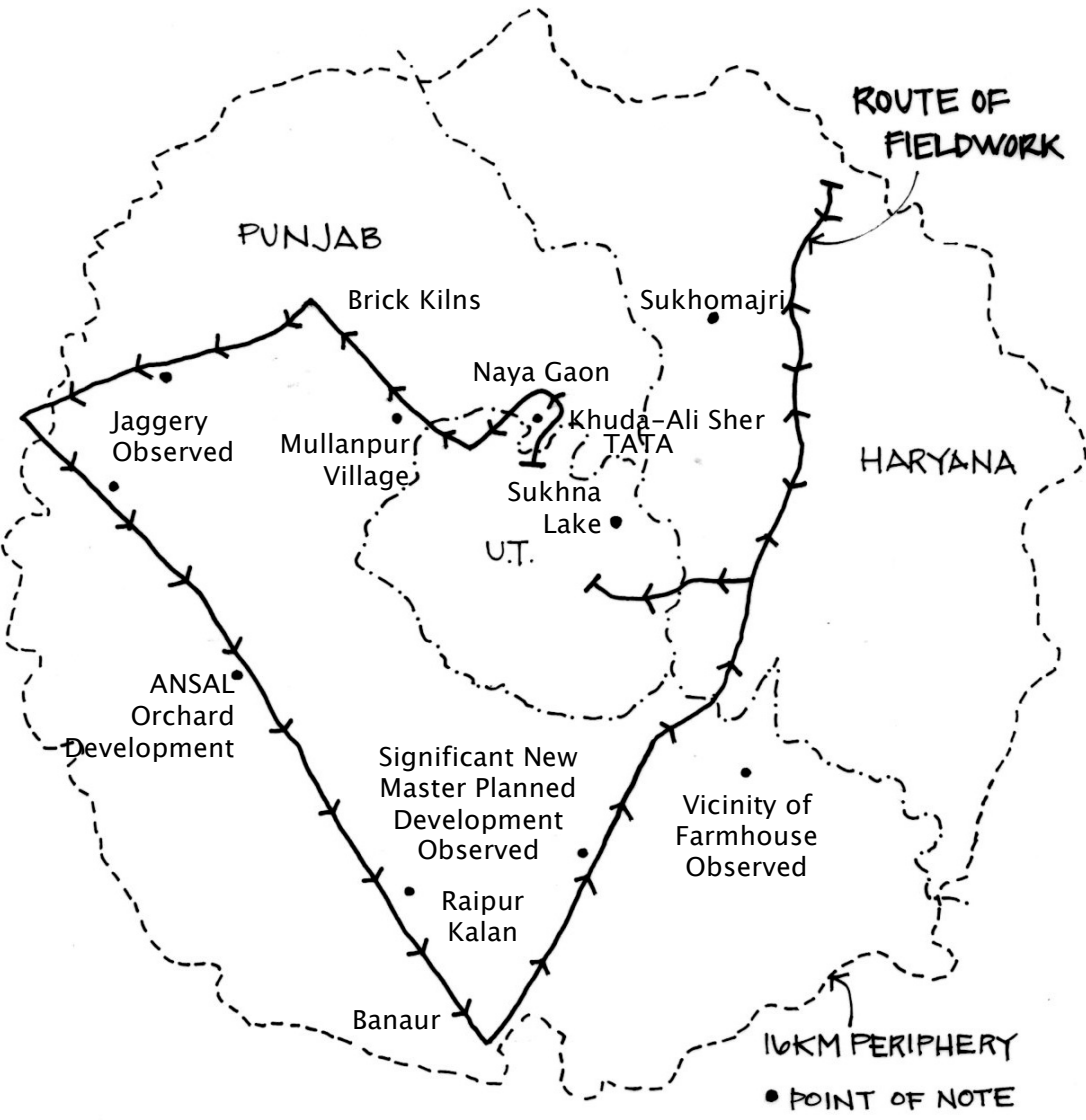 ROUTE OF
FIELDWORK
PUNJAB
Brick Kilns
Sukhomajri
Naya Gaon
Khuda-Ali Sher
TATA
Jaggery
Observed
Mullanpur
Village
HARYANA
Sukhna
Lake
U.T.
ANSAL
Orchard
Development
Significant New
Master Planned
Development
Observed
Vicinity of
Farmhouse
Observed
Raipur
Kalan
Banaur
16KM PERIPHERY
• POINT OF NOTE